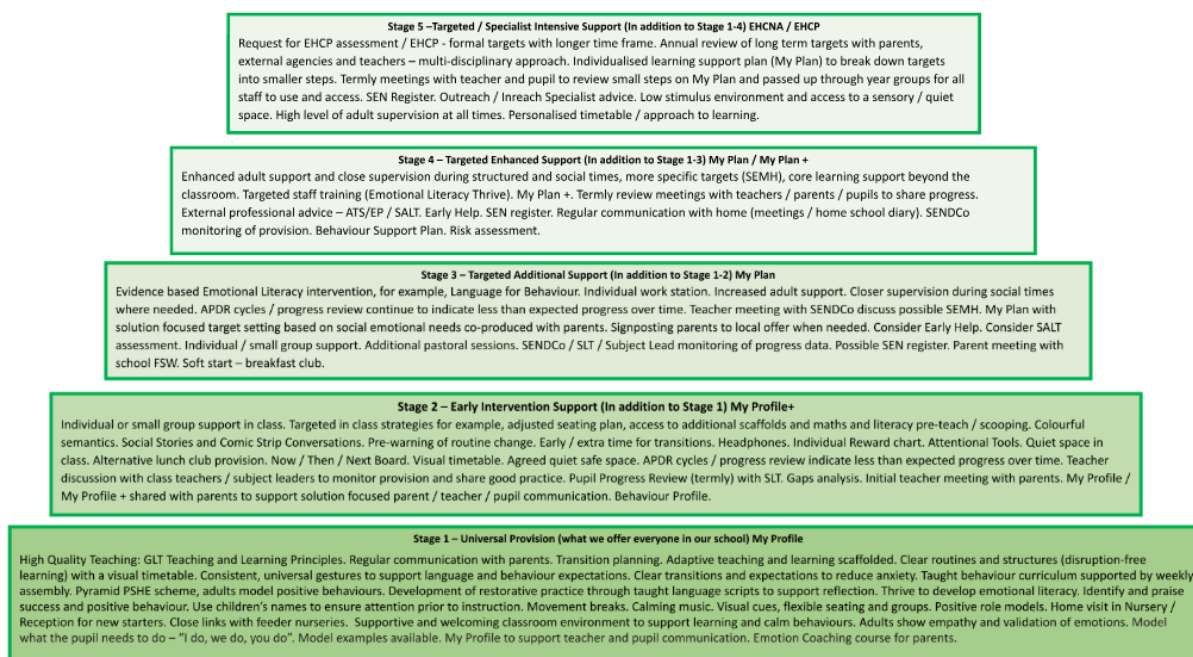 Stage 5 –Targeted / Specialist Intensive Support (In addition to Stage 1-4) EHCNA / EHCP
Request for EHCP assessment / EHCP - formal targets with longer time frame. Annual review of long term targets with parents,
external agencies and teachers – multi-disciplinary approach. Individualised learning support plan (My Plan) to break down targets
into smaller steps. Termly meetings with teacher and pupil to review small steps on My Plan and passed up through year groups for all
staff to use and access. SEN Register. Outreach / Inreach Specialist advice. Low stimulus environment and access to a sensory / quiet
space. High level of adult supervision at all times. Personalised timetable / approach to learning.
Stage 4 – Targeted Enhanced Support (In addition to Stage 1-3) My Plan / My Plan +
Enhanced adult support and close supervision during structured and social times, more specific targets (SEMH), core learning support beyond the
classroom. Targeted staff training (Emotional Literacy Thrive). My Plan +. Termly review meetings with teachers / parents / pupils to share progress.
External professional advice – ATS/EP / SALT. Early Help. SEN register. Regular communication with home (meetings / home school diary). SENDCo
monitoring of provision. Behaviour Support Plan. Risk assessment.
Stage 3 – Targeted Additional Support (In addition to Stage 1-2) My Plan
Evidence based Emotional Literacy intervention, for example, Language for Behaviour. Individual work station. Increased adult support. Closer supervision during social times
where needed. APDR cycles / progress review continue to indicate less than expected progress over time. Teacher meeting with SENDCo discuss possible SEMH. My Plan with
solution focused target setting based on social emotional needs co-produced with parents. Signposting parents to local offer when needed. Consider Early Help. Consider SALT
assessment. Individual / small group support. Additional pastoral sessions. SENDCo / SLT / Subject Lead monitoring of progress data. Possible SEN register. Parent meeting with
school FSW. Soft start – breakfast club.
Stage 2 – Early Intervention Support (In addition to Stage 1) My Profile+
Individual or small group support in class. Targeted in class strategies for example, adjusted seating plan, access to additional scaffolds and maths and literacy pre-teach / scooping. Colourful
semantics. Social Stories and Comic Strip Conversations. Pre-warning of routine change. Early / extra time for transitions. Headphones. Individual Reward chart. Attentional Tools. Quiet space in
class. Alternative lunch club provision. Now / Then / Next Board. Visual timetable. Agreed quiet safe space. APDR cycles / progress review indicate less than expected progress over time. Teacher
discussion with class teachers / subject leaders to monitor provision and share good practice. Pupil Progress Review (termly) with SLT. Gaps analysis. Initial teacher meeting with parents. My Profile /
My Profile + shared with parents to support solution focused parent / teacher / pupil communication. Behaviour Profile.
Stage 1 – Universal Provision (what we offer everyone in our school) My Profile
High Quality Teaching: GLT Teaching and Learning Principles. Regular communication with parents. Transition planning. Adaptive teaching and learning scaffolded. Clear routines and structures (disruption-free
learning) with a visual timetable. Consistent, universal gestures to support language and behaviour expectations. Clear transitions and expectations to reduce anxiety. Taught behaviour curriculum supported by weekly
assembly. Pyramid PSHE scheme, adults model positive behaviours. Development of restorative practice through taught language scripts to support reflection. Thrive to develop emotional literacy. Identify and praise
success and positive behaviour. Use children's names to ensure attention prior to instruction. Movement breaks. Calming music. Visual cues, flexible seating and groups. Positive role models. Home visit in Nursery /
Reception for new starters. Close links with feeder nurseries. Supportive and welcoming classroom environment to support learning and calm behaviours. Adults show empathy and validation of emotions. Model
what the pupil needs to do – "I do, we do, you do". Model examples available. My Profile to support teacher and pupil communication. Emotion Coaching course for parents.